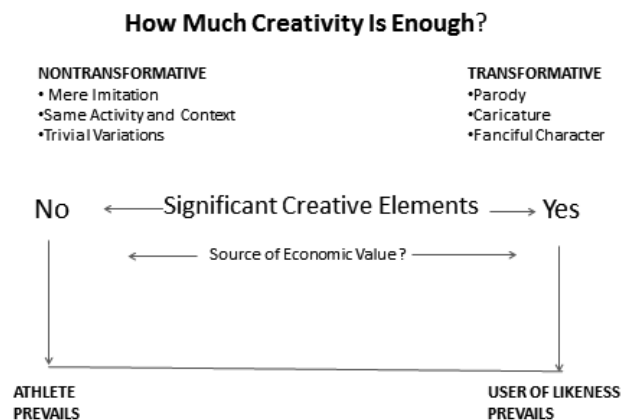 How Much Creativity Is Enough?
NONTRANSFORMATIVE
• Mere Imitation
•Same Activity and Context
•Trivial Variations
TRANSFORMATIVE
•Parody
•Caricature
•Fanciful Character
No
Significant Creative Elements
Yes
Source of Economic Value?
ATHLETE
PREVAILS
USER OF LIKENESS
PREVAILS